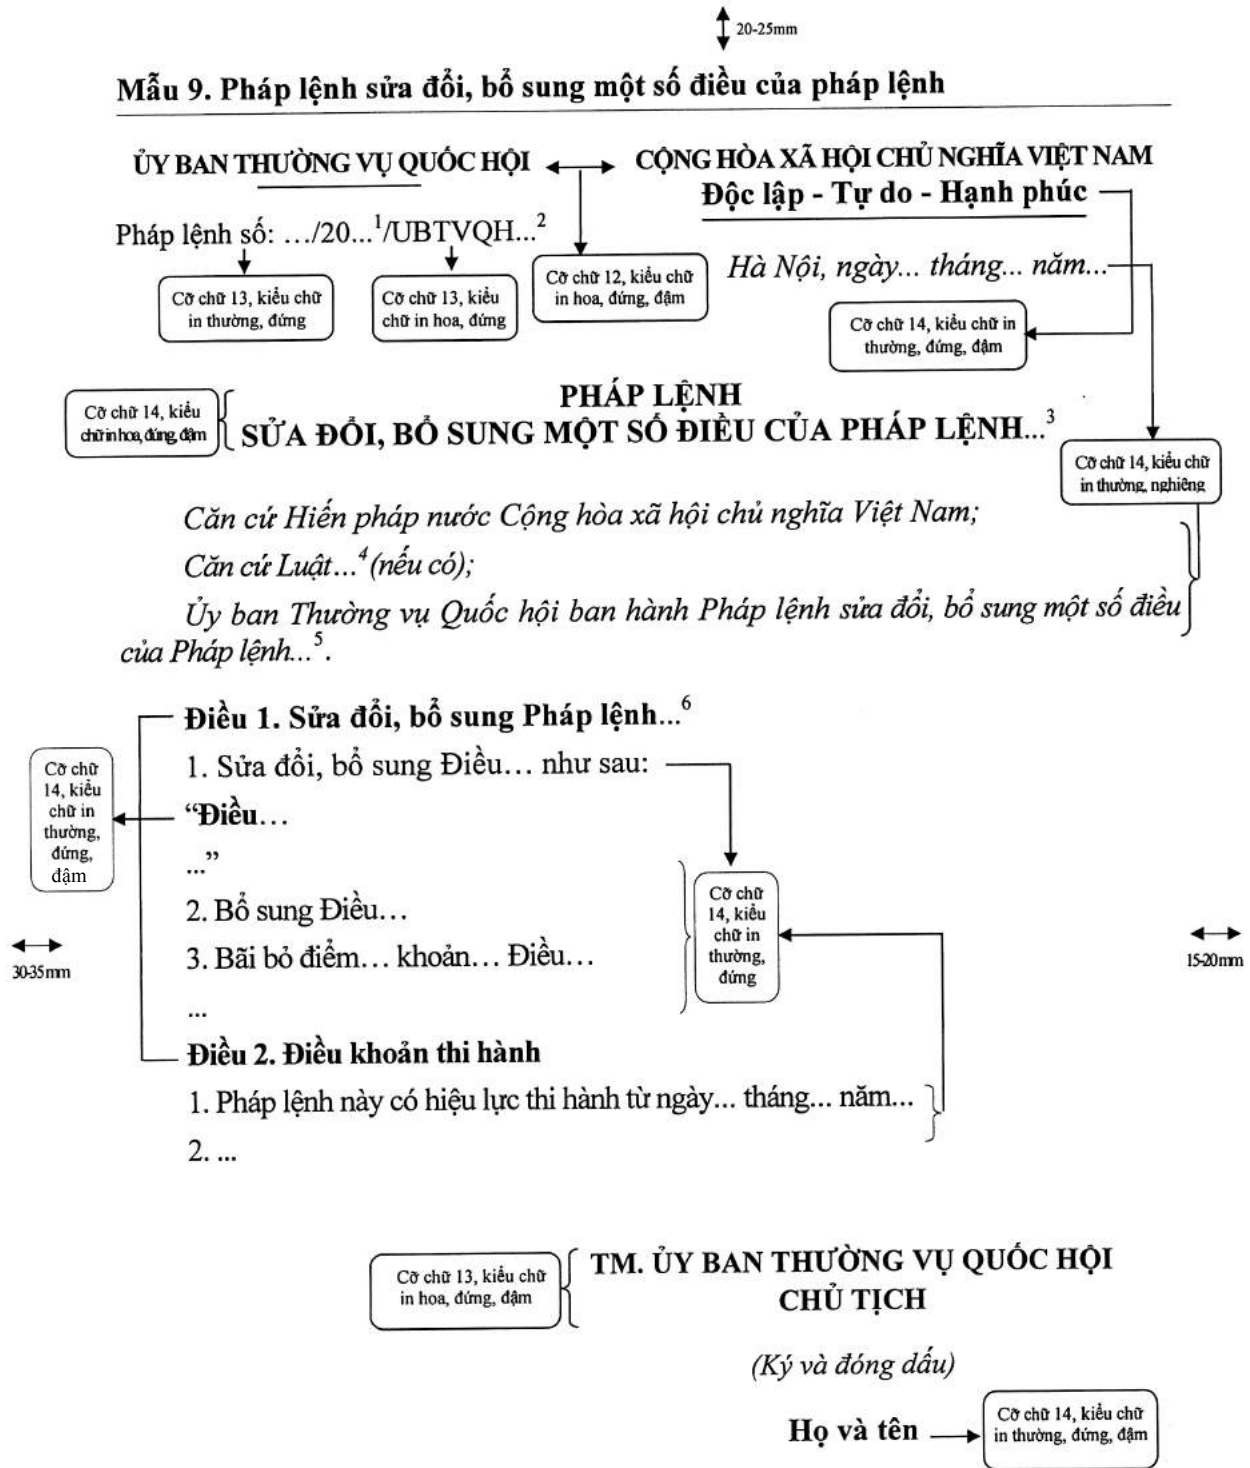 20-25mm
Mẫu 9. Pháp lệnh sửa đổi, bổ sung một số điều của pháp lệnh
ỦY BAN THƯỜNG VỤ QUỐC HỘI
CỘNG HÒA XÃ HỘI CHỦ NGHĨA VIỆT NAM
Độc lập - Tự do - Hạnh phúc
Pháp lệnh số: …/20...¹/UBTVQH...²
Hà Nội, ngày... tháng... năm...
Cỡ chữ 13, kiểu chữ
in thường, đứng
Cỡ chữ 13, kiểu
chữ in hoa, đứng
Cỡ chữ 12, kiểu chữ
in hoa, đứng, đậm
Cỡ chữ 14, kiểu chữ in
thường, đứng, đậm
Cỡ chữ 14, kiểu
chữ in hoa, đứng, đậm
PHÁP LỆNH
SỬA ĐỔI, BỔ SUNG MỘT SỐ ĐIỀU CỦA PHÁP LỆNH...³
Cỡ chữ 14, kiểu chữ
in thường, nghiêng
Căn cứ Hiến pháp nước Cộng hòa xã hội chủ nghĩa Việt Nam;
Căn cứ Luật...⁴ (nếu có);
Ủy ban Thường vụ Quốc hội ban hành Pháp lệnh sửa đổi, bổ sung một số điều
của Pháp lệnh...⁵.
Điều 1. Sửa đổi, bổ sung Pháp lệnh...⁶
1. Sửa đổi, bổ sung Điều… như sau:
“Điều…
...”
2. Bổ sung Điều…
3. Bãi bỏ điểm… khoản… Điều…
...
Cỡ chữ
14, kiểu
chữ in
thường,
đứng,
đậm
Cỡ chữ
14, kiểu
chữ in
thường,
đứng
30-35mm
15-20mm
Điều 2. Điều khoản thi hành
1. Pháp lệnh này có hiệu lực thi hành từ ngày... tháng... năm...
2. ...
Cỡ chữ 13, kiểu chữ
in hoa, đứng, đậm
TM. ỦY BAN THƯỜNG VỤ QUỐC HỘI
CHỦ TỊCH
(Ký và đóng dấu)
Họ và tên
Cỡ chữ 14, kiểu chữ
in thường, đứng, đậm